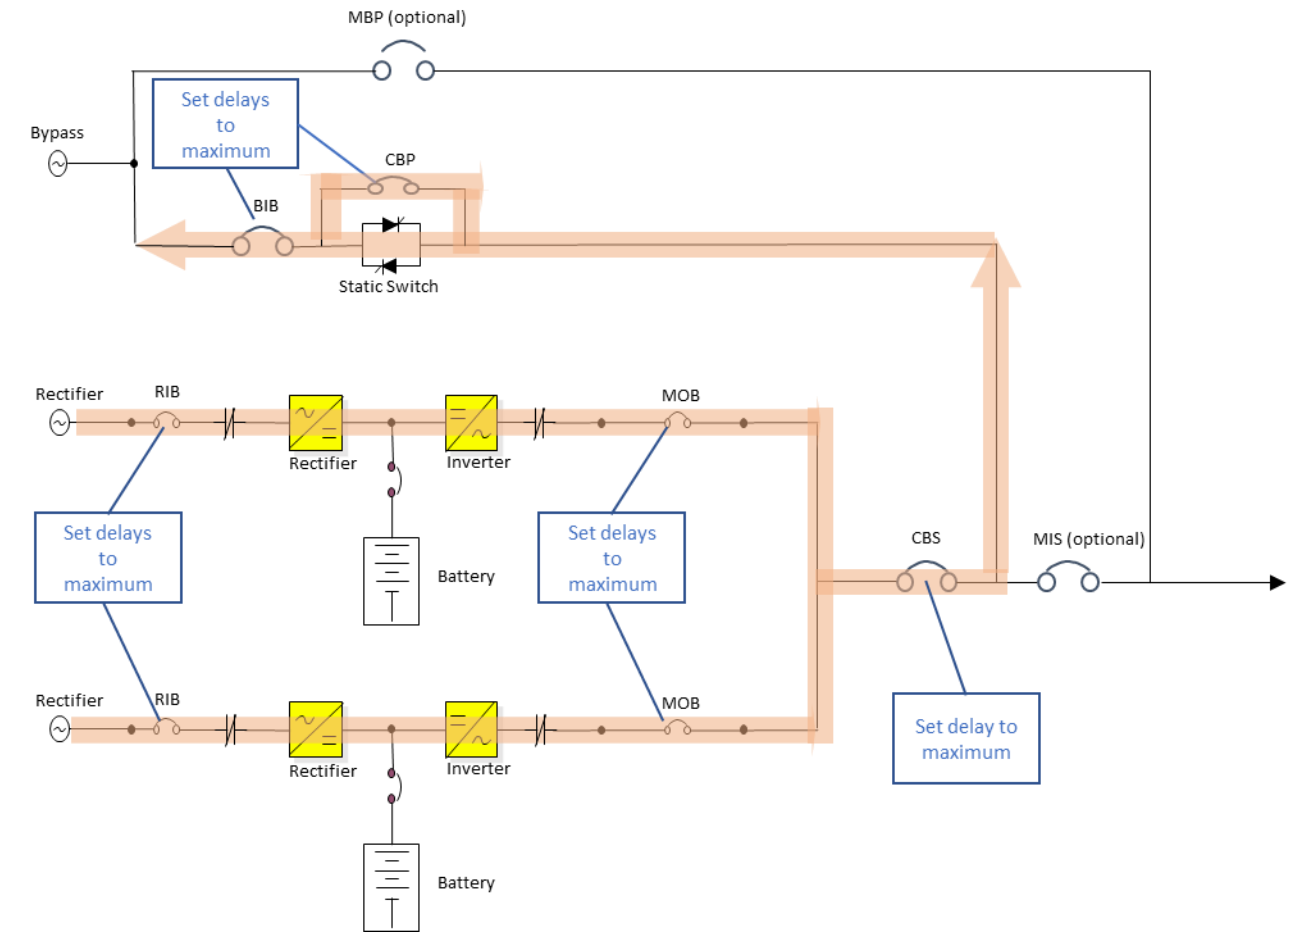 MBP (optional)
Set delays
to
maximum
Bypass
CBP
BIB
Static Switch
Rectifier
RIB
MOB
Rectifier
Inverter
Set delays
to
maximum
Set delays
to
maximum
Battery
CBS
MIS (optional)
Rectifier
RIB
MOB
Set delay to
maximum
Rectifier
Inverter
Battery